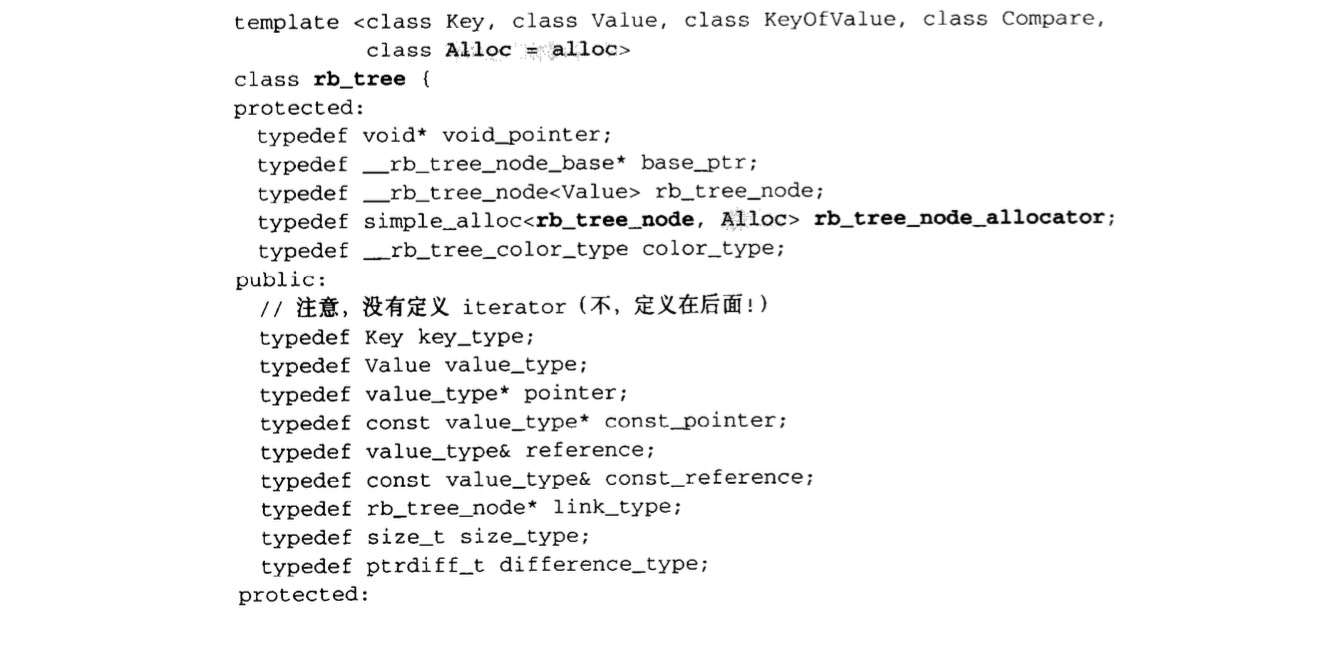 template <class Key, class Value, class KeyOfValue, class Compare,
class Alloc = alloc>
class rb_tree {
protected:
typedef void* void_pointer;
typedef __rb_tree_node_base* base_ptr;
typedef __rb_tree_node<Value> rb_tree_node;
typedef simple_alloc<rb_tree_node, Alloc> rb_tree_node_allocator;
typedef __rb_tree_color_type color_type;
public:
// 注意，没有定义 iterator（不，定义在后面!）
typedef Key key_type;
typedef Value value_type;
typedef value_type* pointer;
typedef const value_type* const_pointer;
typedef value_type& reference;
typedef const value_type& const_reference;
typedef rb_tree_node* link_type;
typedef size_t size_type;
typedef ptrdiff_t difference_type;
protected: